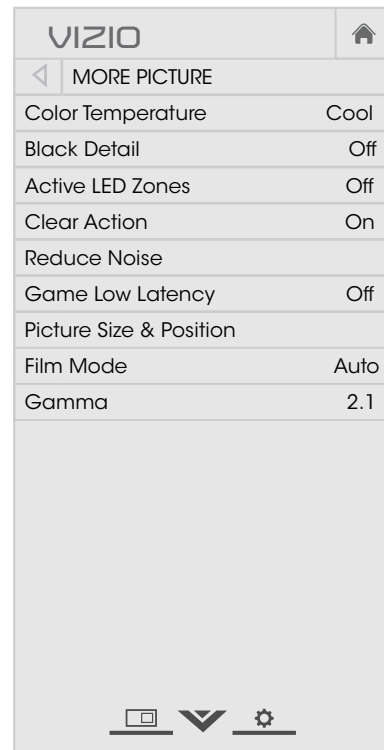 VIZIO
MORE PICTURE
Color Temperature Cool
Black Detail Off
Active LED Zones Off
Clear Action On
Reduce Noise
Game Low Latency Off
Picture Size & Position
Film Mode Auto
Gamma 2.1